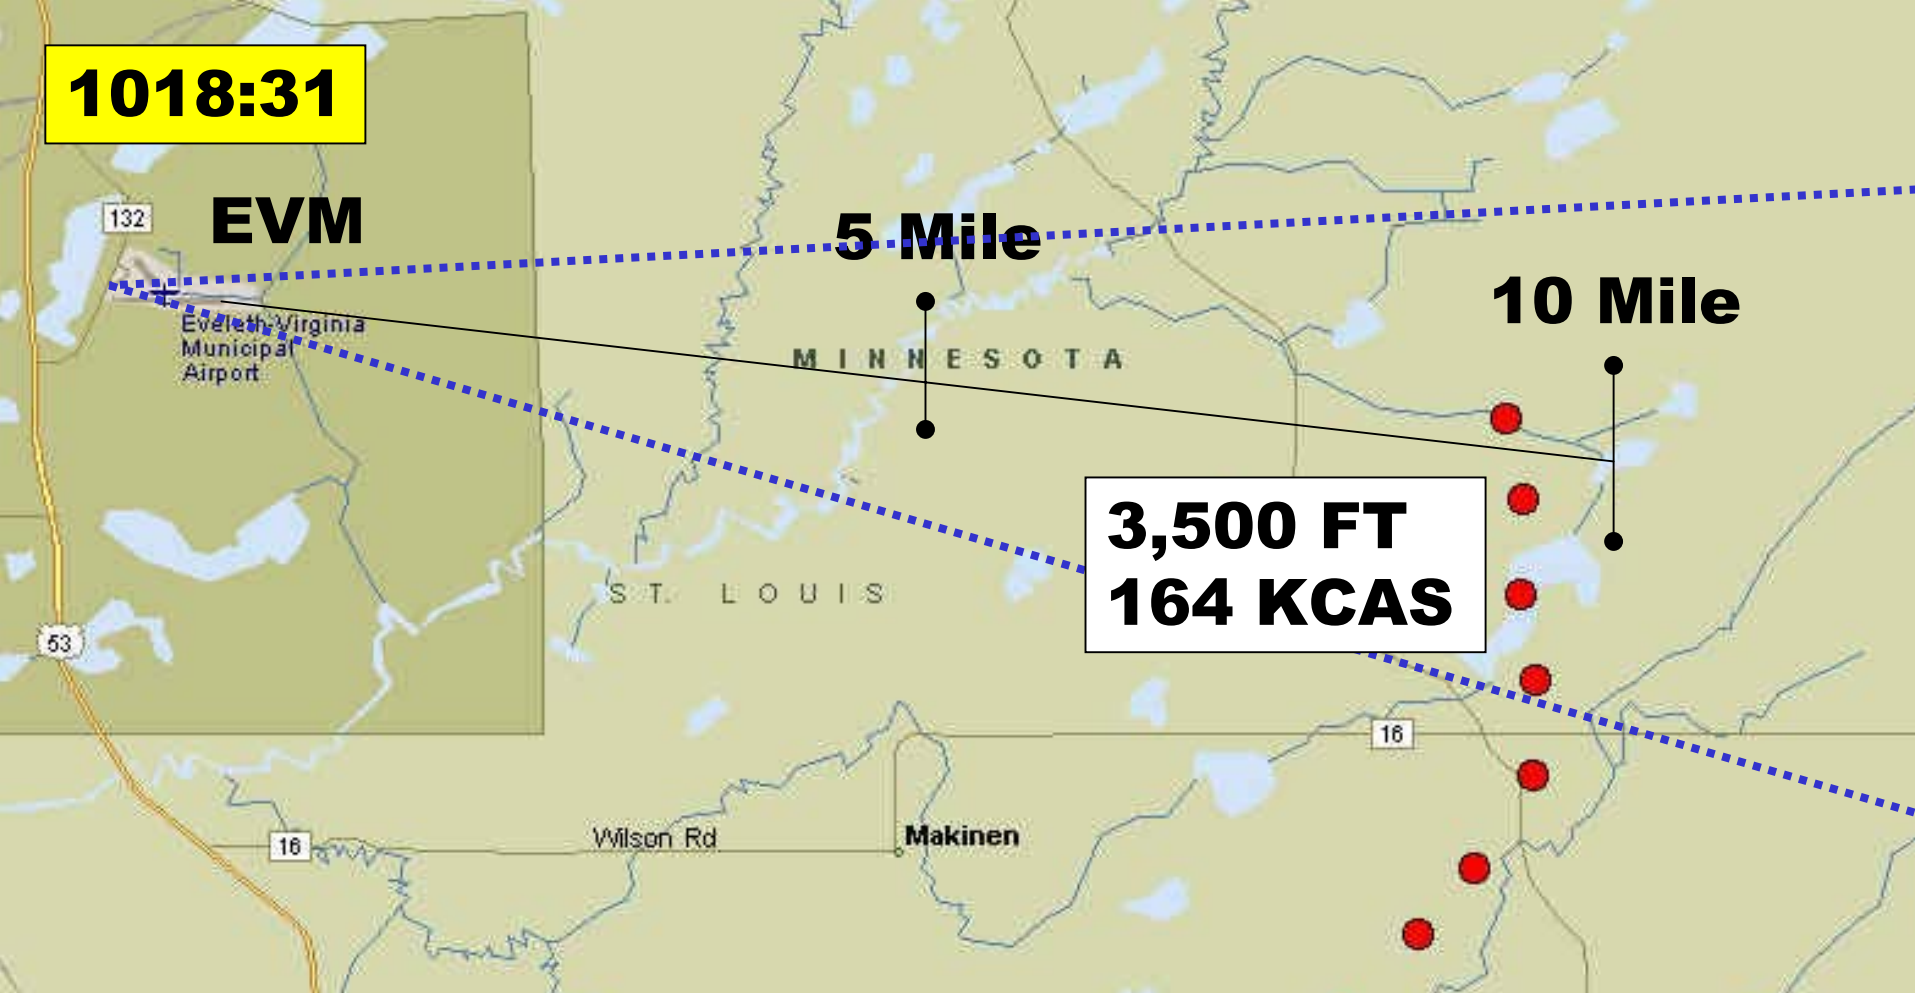 1018:31
132
EVM
5 Mile
10 Mile
Eveleth-Virginia
Municipal
Airport
MINNESOTA
3,500 FT
164 KCAS
ST. LOUIS
53
16
16
Wilson Rd
Makinen